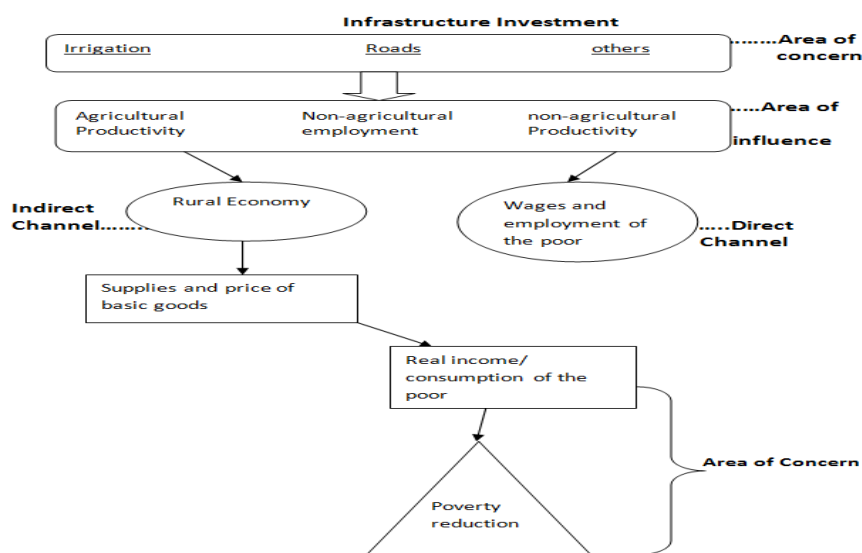 Infrastructure Investment
Irrigation Roads others ………Area of
concern
Agricultural Non-agricultural non-agricultural …..Area of
Productivity employment Productivity
influence
Rural Economy
Indirect
Channel……..
Wages and
employment of
the poor
…..Direct
Channel
Supplies and price of
basic goods
Real income/
consumption of the
poor
Area of Concern
Poverty
reduction